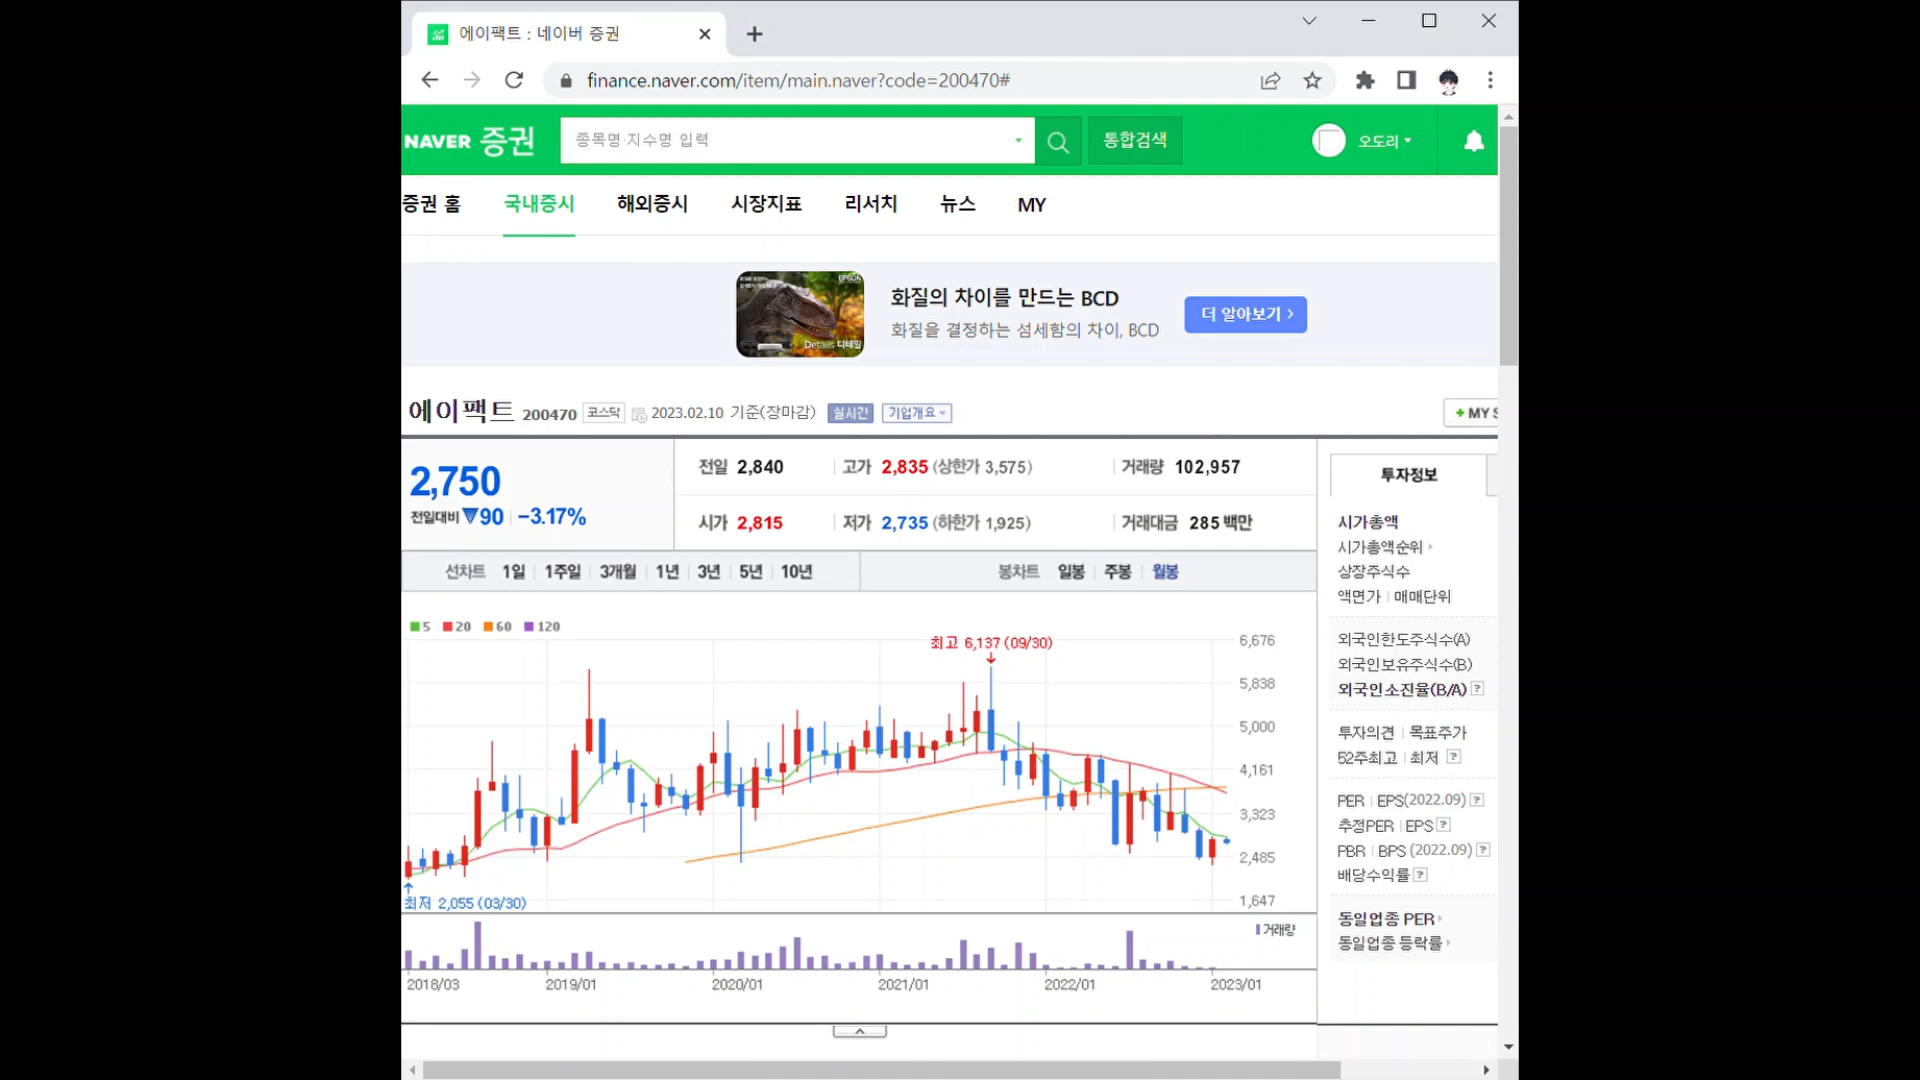 에이팩트 : 네이버 증권
finance.naver.com/item/main.naver?code=200470#
NAVER 증권
종목명·지수명 입력
통합검색
오도리
증권 홈 국내증시 해외증시 시장지표 리서치 뉴스 MY
EPSON
Details 디테일
화질의 차이를 만드는 BCD
화질을 결정하는 섬세함의 차이, BCD
더 알아보기 >
에이팩트 200470 코스닥 2023.02.10 기준(장마감) 실시간 기업개요
+ MY S
2,750
전일대비 ▼90 -3.17%
전일 2,840 고가 2,835 (상한가 3,575) 거래량 102,957
시가 2,815 저가 2,735 (하한가 1,925) 거래대금 285 백만
선차트 1일 1주일 3개월 1년 3년 5년 10년 봉차트 일봉 주봉 월봉
5 20 60 120
최고 6,137 (09/30)
6,676
5,838
5,000
4,161
3,323
2,485
1,647
최저 2,055 (03/30)
거래량
2018/03 2019/01 2020/01 2021/01 2022/01 2023/01
투자정보
시가총액
시가총액순위
상장주식수
액면가 | 매매단위
외국인한도주식수(A)
외국인보유주식수(B)
외국인소진율(B/A) ?
투자의견 | 목표주가
52주최고 | 최저 ?
PER | EPS(2022.09) ?
추정PER | EPS ?
PBR | BPS (2022.09) ?
배당수익률 ?
동일업종 PER
동일업종 등락률